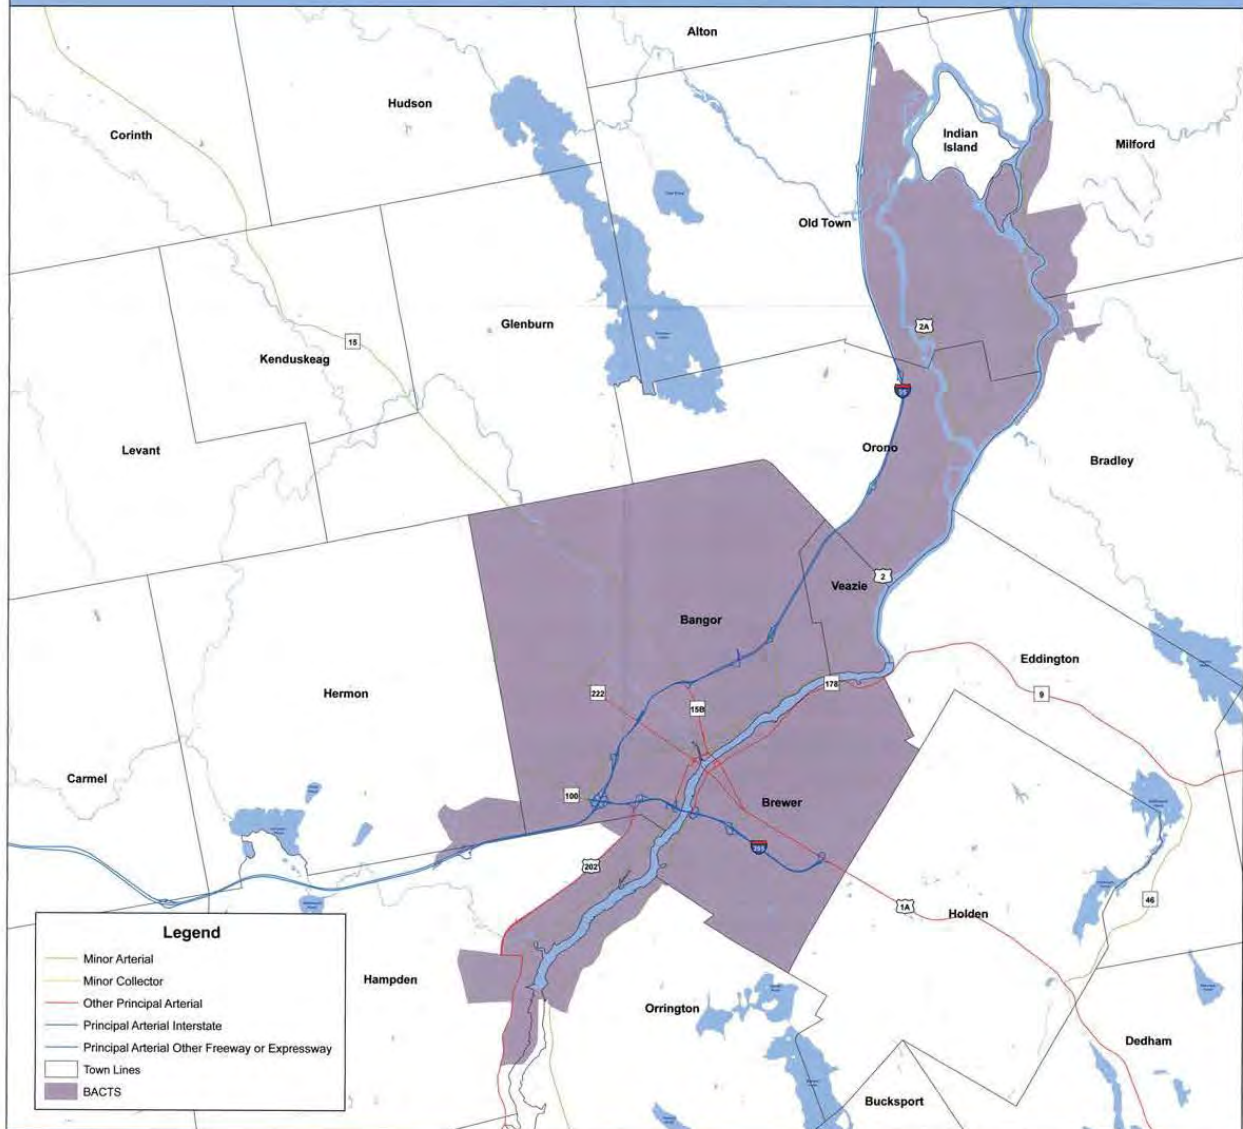 Alton
Hudson
Corinth
Indian
Island
Milford
Old Town
2A
Glenburn
15
Kenduskeag
95
Orono
Levant
Bradley
2
Veazie
Bangor
Eddington
178
9
Hermon
222
15B
Carmel
100
Brewer
395
202
46
1A
Holden
Hampden
Orrington
Dedham
Bucksport
Legend
Minor Arterial
Minor Collector
Other Principal Arterial
Principal Arterial Interstate
Principal Arterial Other Freeway or Expressway
Town Lines
BACTS